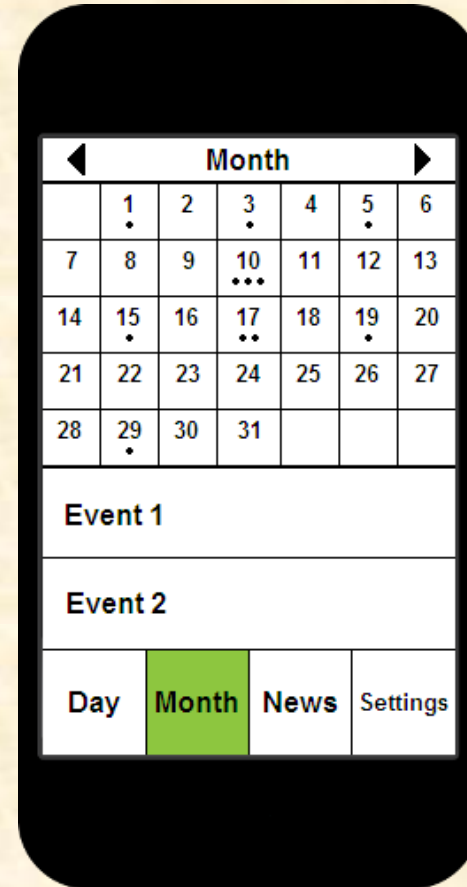 Month
1 2 3 4 5 6
7 8 9 10 11 12 13
14 15 16 17 18 19 20
21 22 23 24 25 26 27
28 29 30 31
Event 1
Event 2
Day Month News Settings